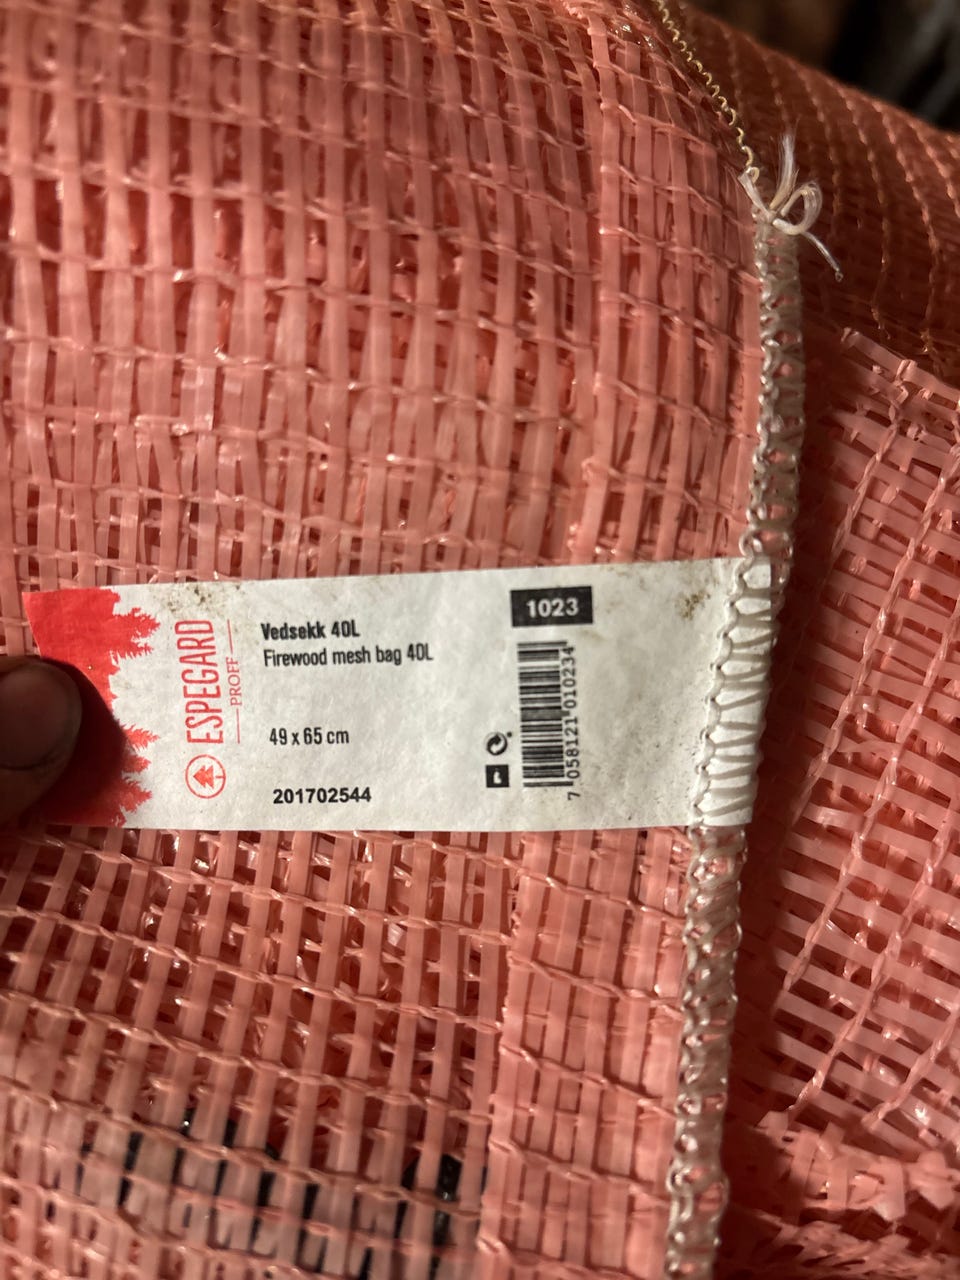 ESPEGARD
PROFF
Vedsekk 40L
Firewood mesh bag 40L
49 x 65 cm
201702544
1023
7 058121 010234